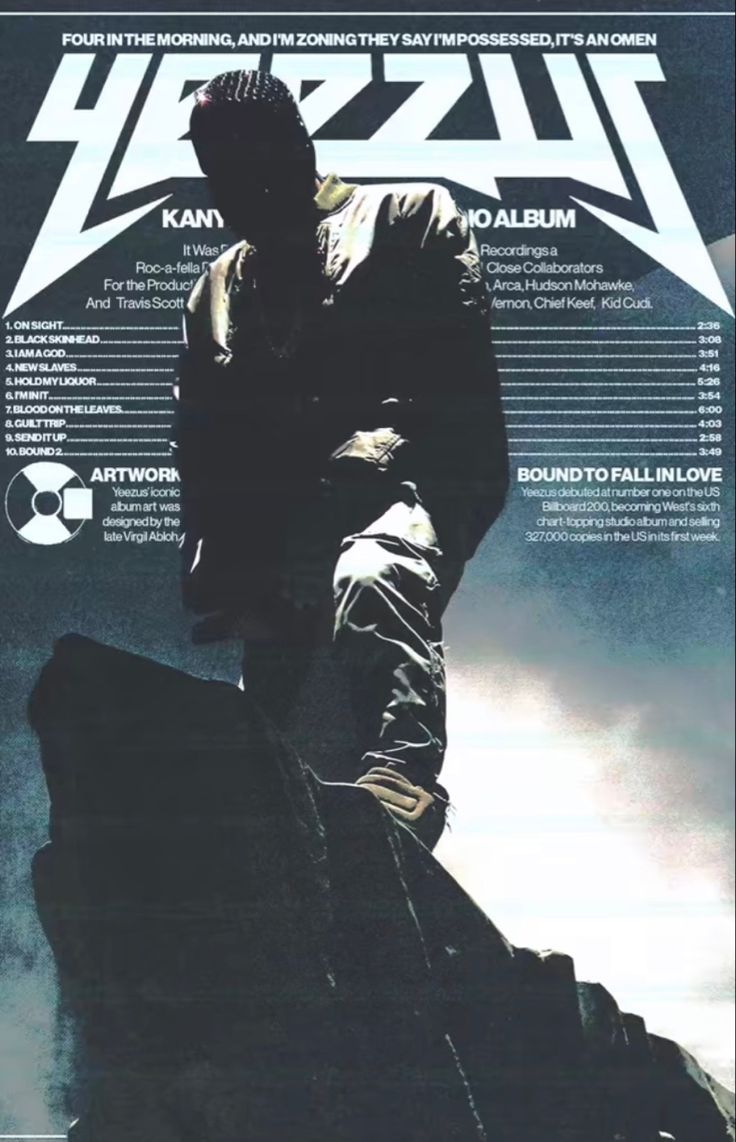 FOUR IN THE MORNING, AND I'M ZONING THEY SAY I'M POSSESSED, IT'S AN OMEN
YEEZUS
KANY IO ALBUM
It Was Recordings a
Roc-a-fella Close Collaborators
For the Produc Arca, Hudson Mohawke,
And Travis Scott Vernon, Chief Keef, Kid Cudi.
1. ON SIGHT 2:36
2. BLACK SKINHEAD 3:08
3. I AM A GOD 3:51
4. NEW SLAVES 4:16
5. HOLD MY LIQUOR 5:26
6. I'M IN IT 3:54
7. BLOOD ON THE LEAVES 6:00
8. GUILT TRIP 4:03
9. SEND IT UP 2:58
10. BOUND 2 3:49
ARTWORK
Yeezus' iconic
album art was
designed by the
late Virgil Abloh.
BOUND TO FALL IN LOVE
Yeezus debuted at number one on the US
Billboard 200, becoming West's sixth
chart-topping studio album and selling
327,000 copies in the US in its first week.